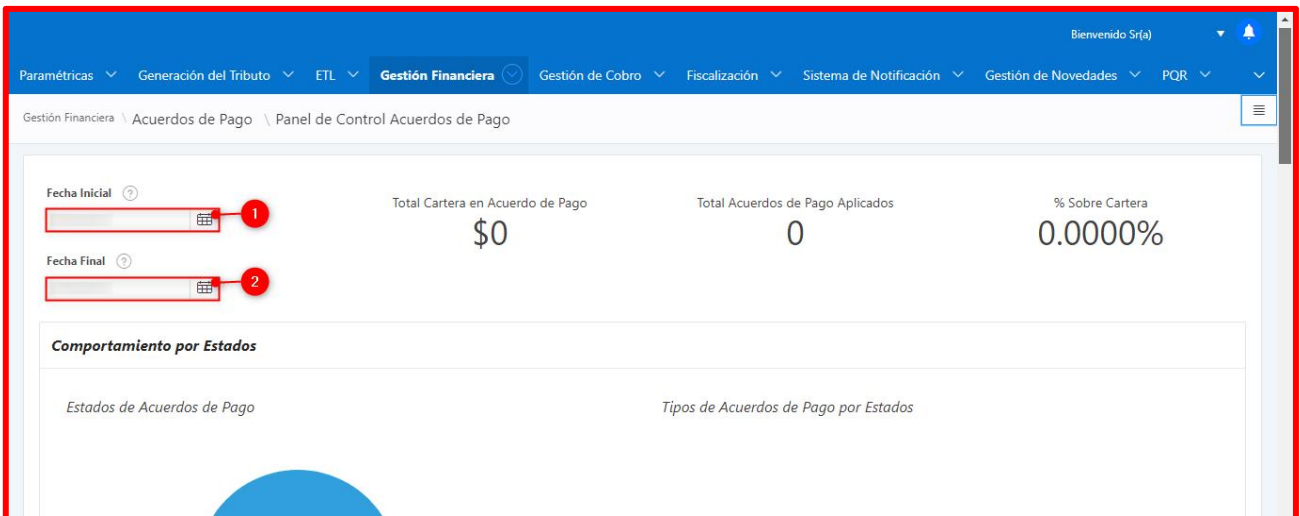 Bienvenido Sr(a)
Paramétricas Generación del Tributo ETL Gestión Financiera Gestión de Cobro Fiscalización Sistema de Notificación Gestión de Novedades PQR
Gestión Financiera \ Acuerdos de Pago \ Panel de Control Acuerdos de Pago
Fecha Inicial ?
1
Fecha Final ?
2
Total Cartera en Acuerdo de Pago
$0
Total Acuerdos de Pago Aplicados
0
% Sobre Cartera
0.0000%
Comportamiento por Estados
Estados de Acuerdos de Pago
Tipos de Acuerdos de Pago por Estados